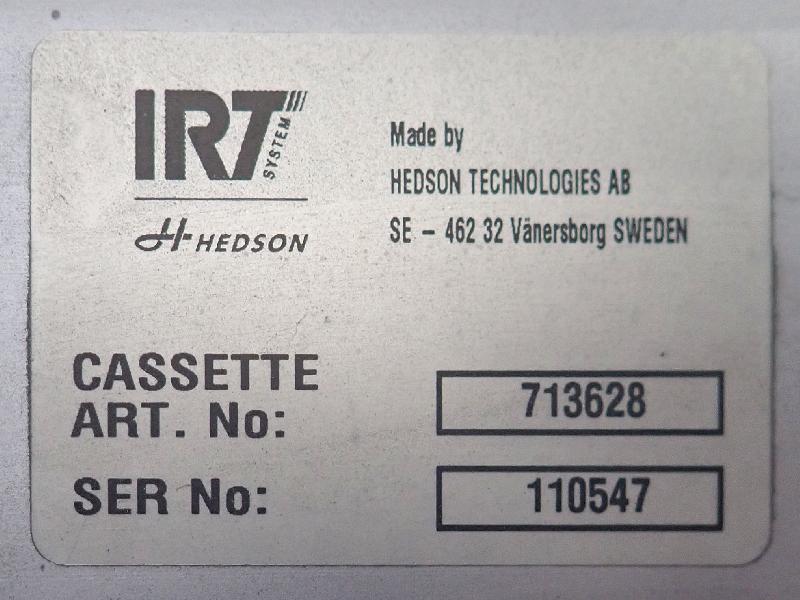 IRT SYSTEM
H HEDSON
Made by
HEDSON TECHNOLOGIES AB
SE – 462 32 Vänersborg SWEDEN
CASSETTE
ART. No: 713628
SER No: 110547